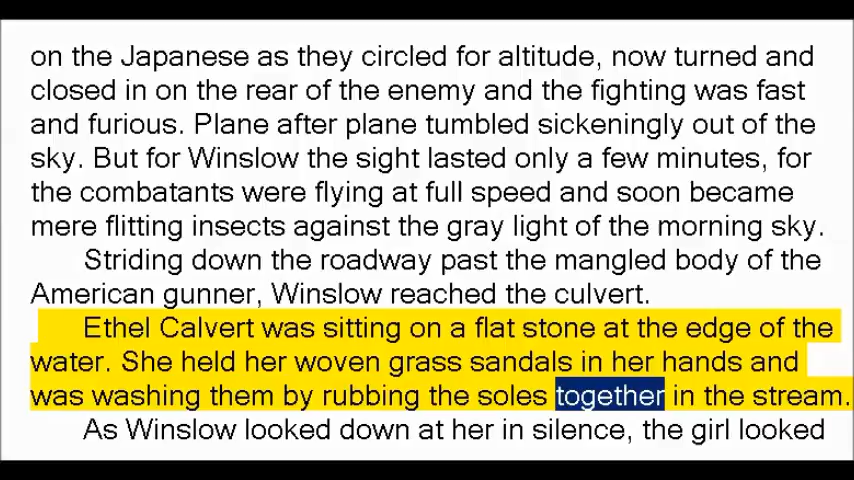 on the Japanese as they circled for altitude, now turned and
closed in on the rear of the enemy and the fighting was fast
and furious. Plane after plane tumbled sickeningly out of the
sky. But for Winslow the sight lasted only a few minutes, for
the combatants were flying at full speed and soon became
mere flitting insects against the gray light of the morning sky.
Striding down the roadway past the mangled body of the
American gunner, Winslow reached the culvert.
Ethel Calvert was sitting on a flat stone at the edge of the
water. She held her woven grass sandals in her hands and
was washing them by rubbing the soles together in the stream.
As Winslow looked down at her in silence, the girl looked